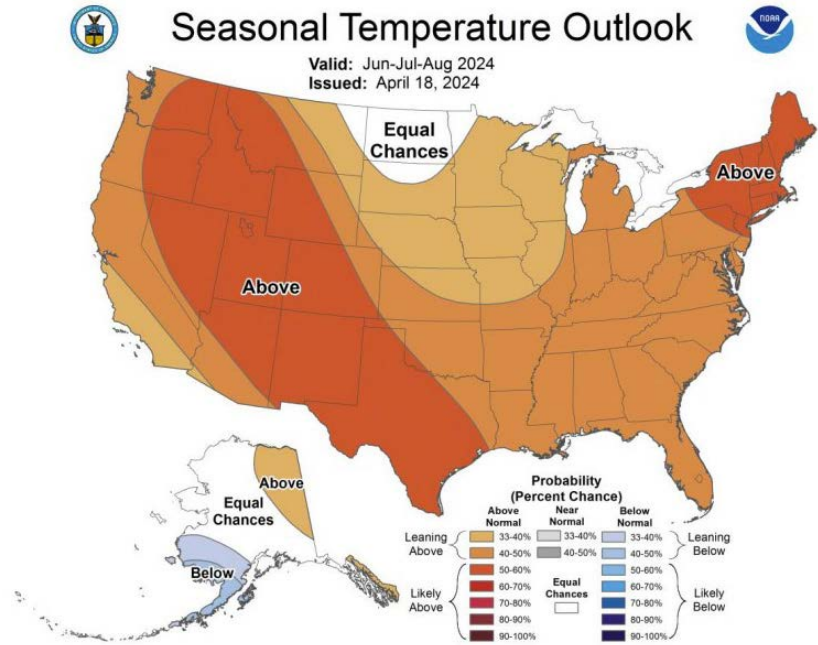 Seasonal Temperature Outlook
NOAA
Valid: Jun-Jul-Aug 2024
Issued: April 18, 2024
Equal
Chances
Above
Above
Above
Equal
Chances
Below
Probability
(Percent Chance)
Above
Normal
Near
Normal
Below
Normal
Leaning
Above
33-40%
33-40%
33-40%
Leaning
Below
40-50%
40-50%
40-50%
Likely
Above
50-60%
50-60%
Likely
Below
60-70%
60-70%
70-80%
Equal
Chances
70-80%
80-90%
80-90%
90-100%
90-100%